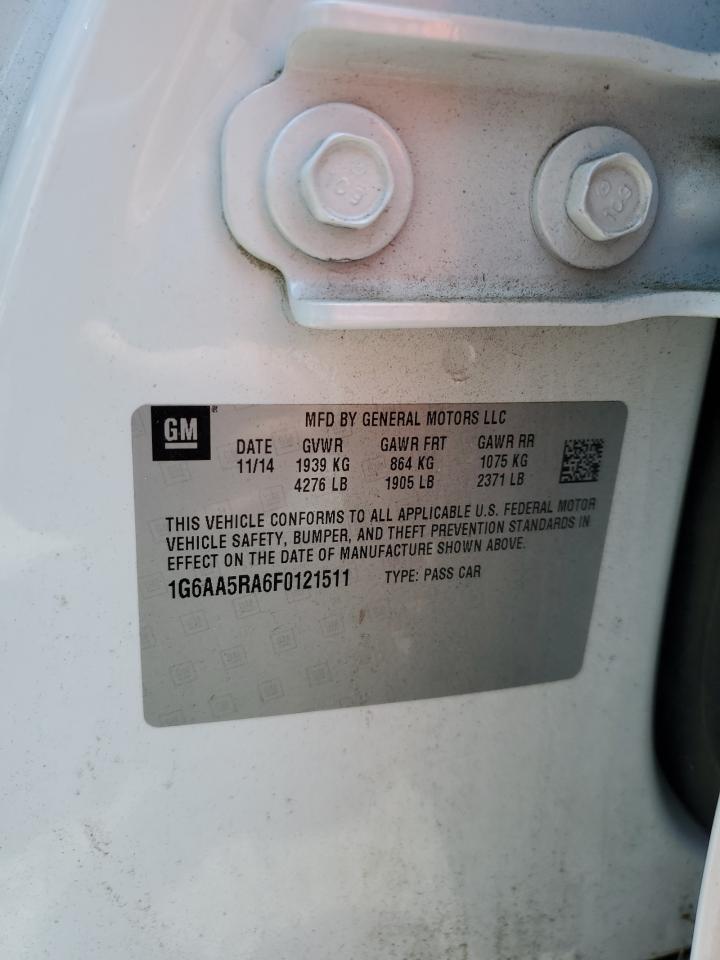 GM ®
MFD BY GENERAL MOTORS LLC
DATE GVWR GAWR FRT GAWR RR
11/14 1939 KG 864 KG 1075 KG
4276 LB 1905 LB 2371 LB
THIS VEHICLE CONFORMS TO ALL APPLICABLE U.S. FEDERAL MOTOR
VEHICLE SAFETY, BUMPER, AND THEFT PREVENTION STANDARDS IN
EFFECT ON THE DATE OF MANUFACTURE SHOWN ABOVE.
1G6AA5RA6F0121511 TYPE: PASS CAR